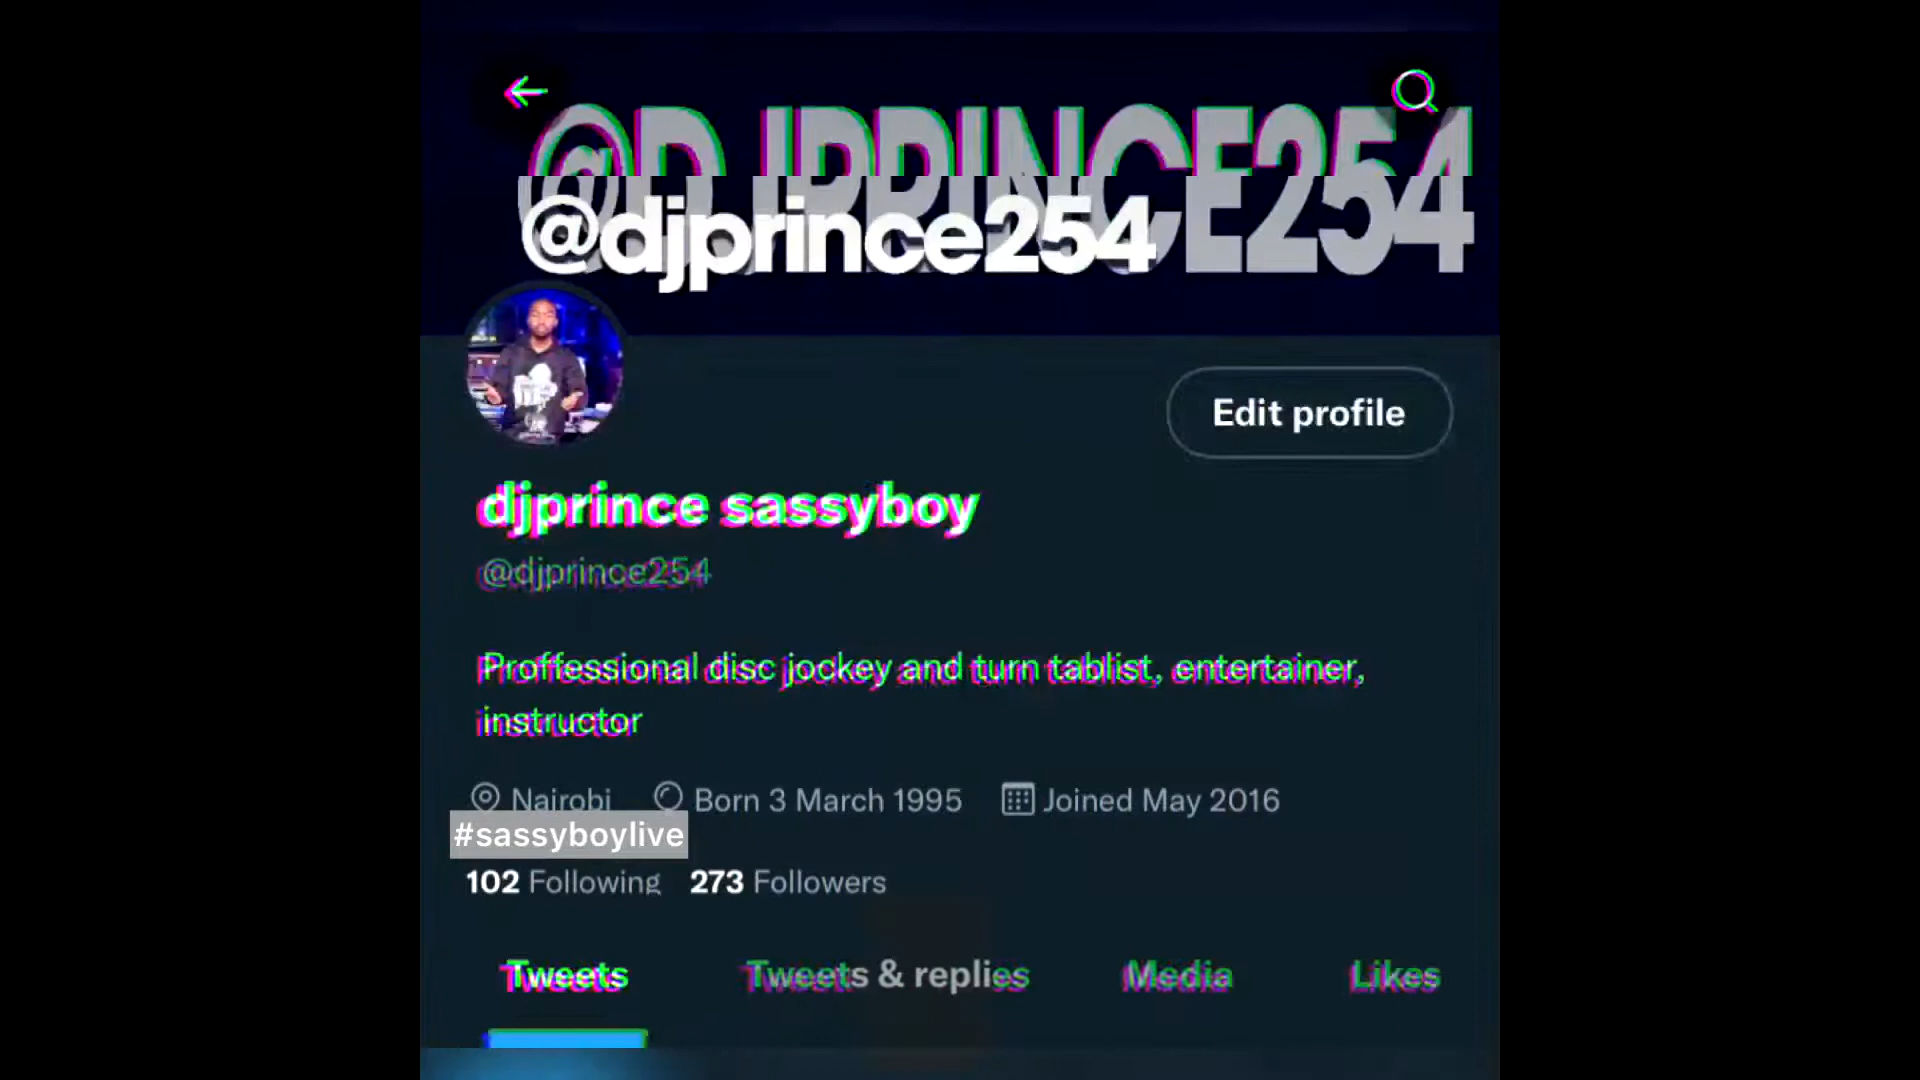 @DJPRINCE254
@djprince254
Edit profile
djprince sassyboy
@djprince254
Proffessional disc jockey and turn tablist, entertainer,
instructor
Nairobi Born 3 March 1995 Joined May 2016
#sassyboylive
102 Following 273 Followers
Tweets Tweets & replies Media Likes